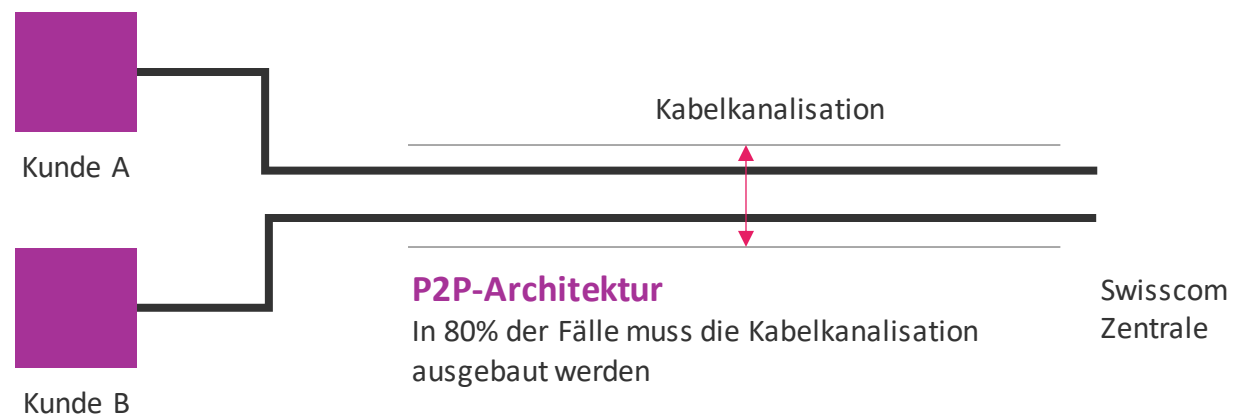 Kabelkanalisation
Kunde A
P2P-Architektur
In 80% der Fälle muss die Kabelkanalisation
ausgebaut werden
Swisscom
Zentrale
Kunde B